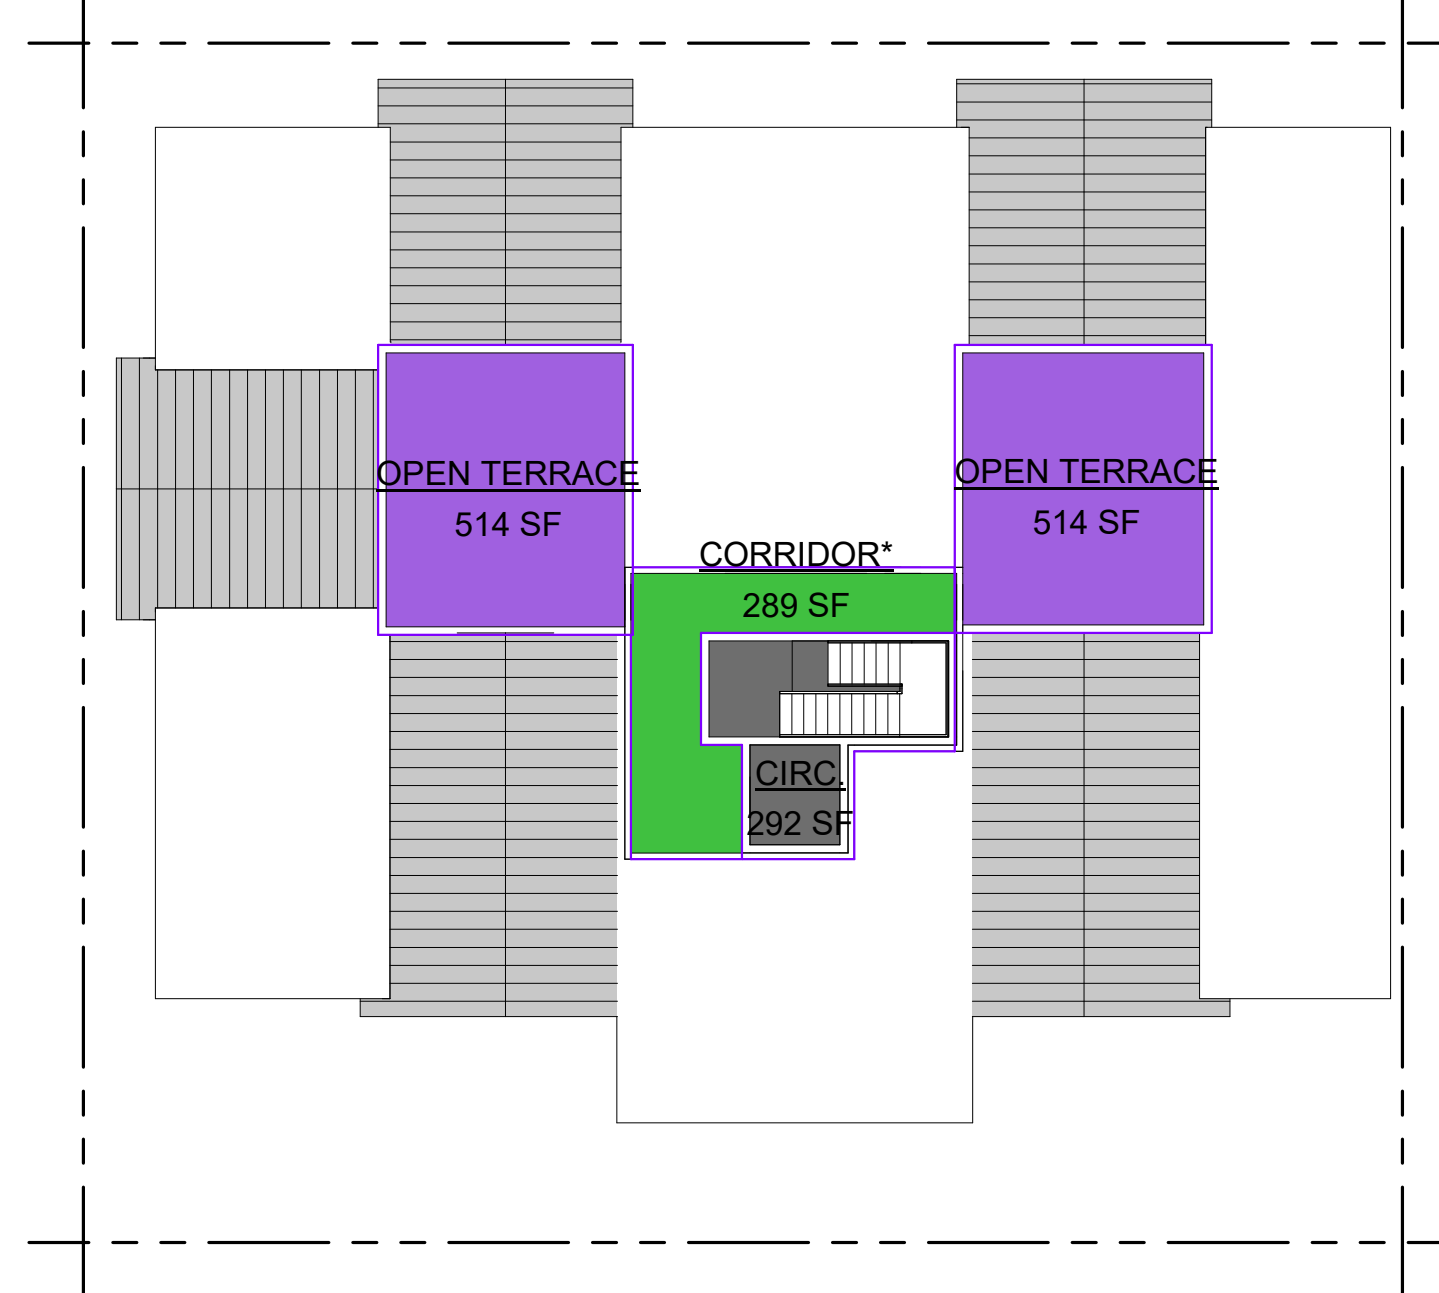 OPEN TERRACE
514 SF
OPEN TERRACE
514 SF
CORRIDOR*
289 SF
CIRC.
292 SF